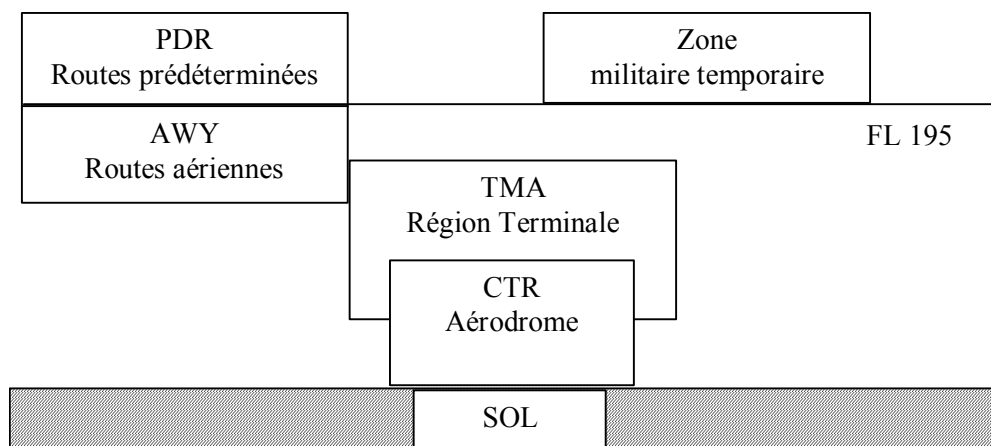 PDR
Routes prédéterminées
Zone
militaire temporaire
AWY
Routes aériennes
FL 195
TMA
Région Terminale
CTR
Aérodrome
SOL